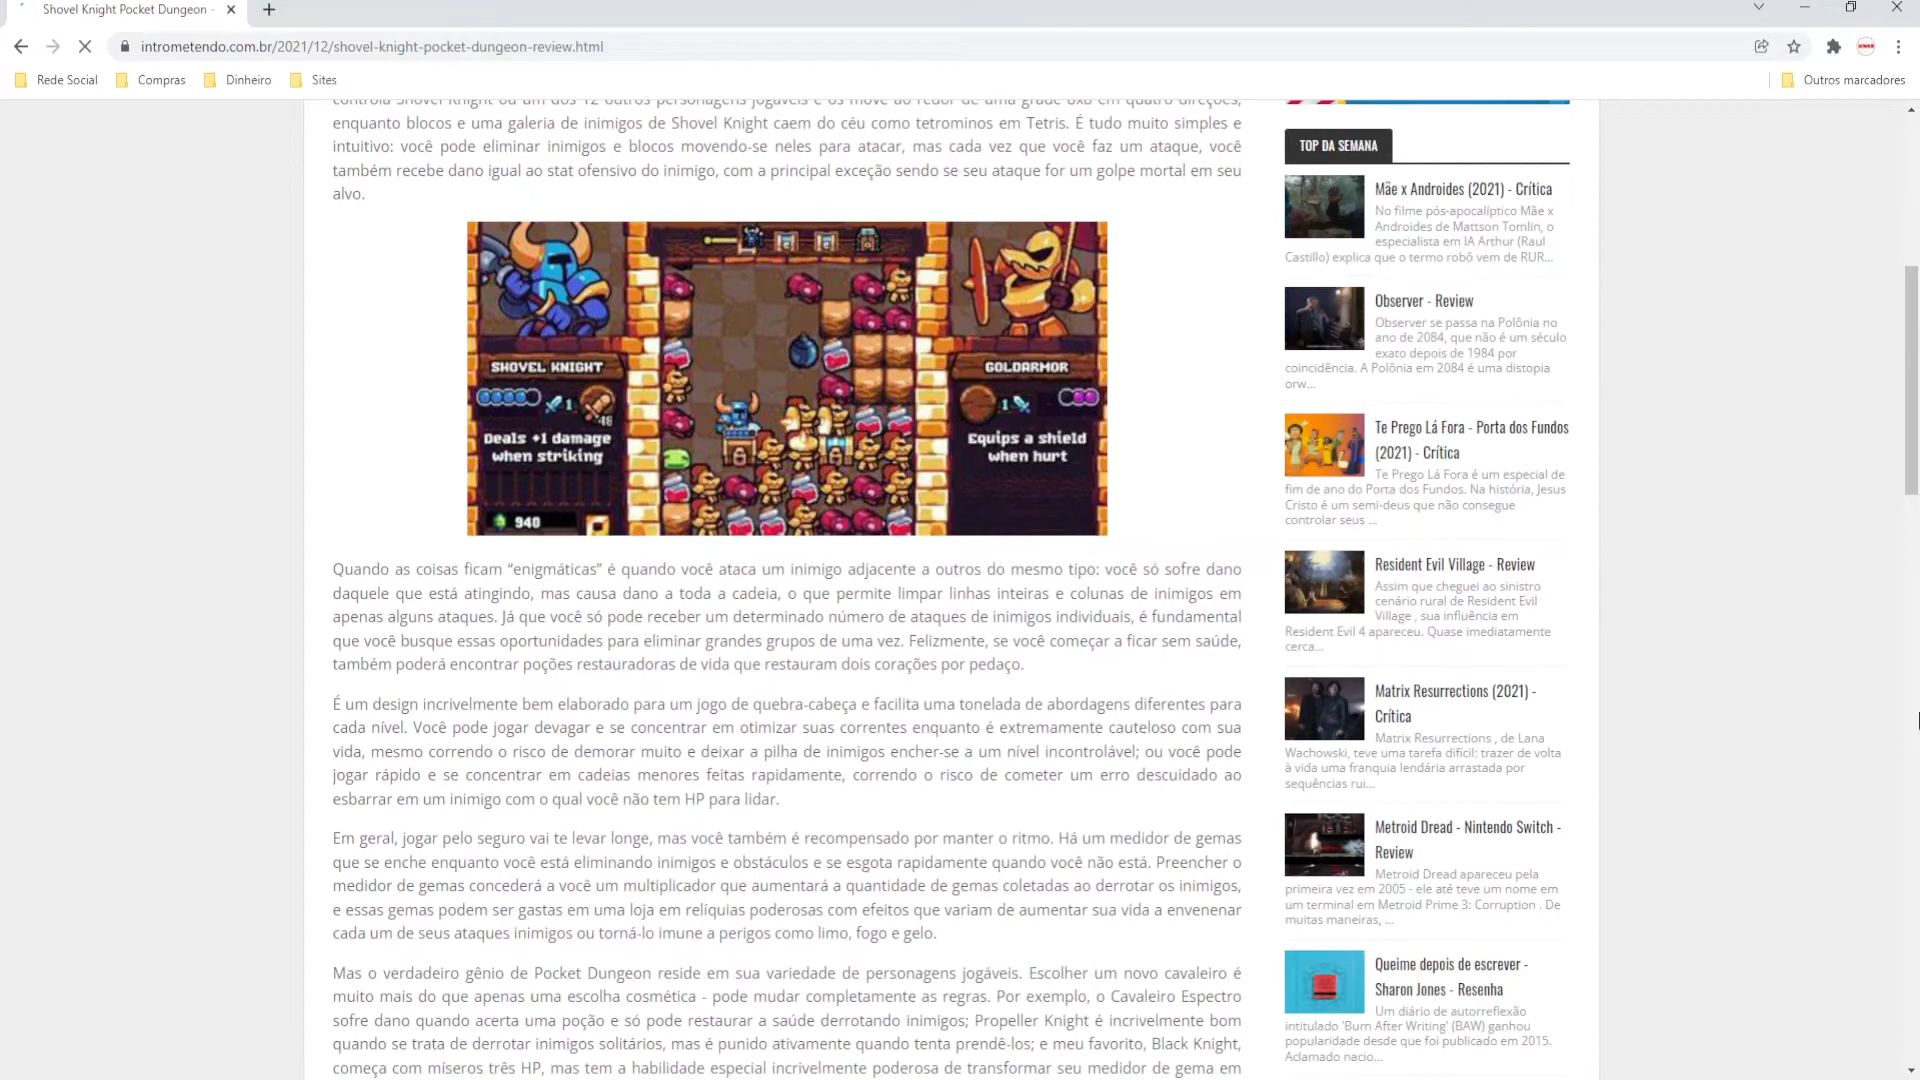 Shovel Knight Pocket Dungeon -
intrometendo.com.br/2021/12/shovel-knight-pocket-dungeon-review.html
Rede Social
Compras
Dinheiro
Sites
Outros marcadores
controla Shovel Knight ou um dos 12 outros personagens jogáveis e os move ao redor de uma grade 8x8 em quatro direções,
enquanto blocos e uma galeria de inimigos de Shovel Knight caem do céu como tetrominos em Tetris. É tudo muito simples e
intuitivo: você pode eliminar inimigos e blocos movendo-se neles para atacar, mas cada vez que você faz um ataque, você
também recebe dano igual ao stat ofensivo do inimigo, com a principal exceção sendo se seu ataque for um golpe mortal em seu
alvo.
SHOVEL KNIGHT
1
Deals +1 damage
when striking
940
GOLDARMOR
1
Equips a shield
when hurt
Quando as coisas ficam “enigmáticas” é quando você ataca um inimigo adjacente a outros do mesmo tipo: você só sofre dano
daquele que está atingindo, mas causa dano a toda a cadeia, o que permite limpar linhas inteiras e colunas de inimigos em
apenas alguns ataques. Já que você só pode receber um determinado número de ataques de inimigos individuais, é fundamental
que você busque essas oportunidades para eliminar grandes grupos de uma vez. Felizmente, se você começar a ficar sem saúde,
também poderá encontrar poções restauradoras de vida que restauram dois corações por pedaço.
É um design incrivelmente bem elaborado para um jogo de quebra-cabeça e facilita uma tonelada de abordagens diferentes para
cada nível. Você pode jogar devagar e se concentrar em otimizar suas correntes enquanto é extremamente cauteloso com sua
vida, mesmo correndo o risco de demorar muito e deixar a pilha de inimigos encher-se a um nível incontrolável; ou você pode
jogar rápido e se concentrar em cadeias menores feitas rapidamente, correndo o risco de cometer um erro descuidado ao
esbarrar em um inimigo com o qual você não tem HP para lidar.
Em geral, jogar pelo seguro vai te levar longe, mas você também é recompensado por manter o ritmo. Há um medidor de gemas
que se enche enquanto você está eliminando inimigos e obstáculos e se esgota rapidamente quando você não está. Preencher o
medidor de gemas concederá a você um multiplicador que aumentará a quantidade de gemas coletadas ao derrotar os inimigos,
e essas gemas podem ser gastas em uma loja em relíquias poderosas com efeitos que variam de aumentar sua vida a envenenar
cada um de seus ataques inimigos ou torná-lo imune a perigos como limo, fogo e gelo.
Mas o verdadeiro gênio de Pocket Dungeon reside em sua variedade de personagens jogáveis. Escolher um novo cavaleiro é
muito mais do que apenas uma escolha cosmética - pode mudar completamente as regras. Por exemplo, o Cavaleiro Espectro
sofre dano quando acerta uma poção e só pode restaurar a saúde derrotando inimigos; Propeller Knight é incrivelmente bom
quando se trata de derrotar inimigos solitários, mas é punido ativamente quando tenta prendê-los; e meu favorito, Black Knight,
começa com míseros três HP, mas tem a habilidade especial incrivelmente poderosa de transformar seu medidor de gema em
TOP DA SEMANA
Mãe x Androides (2021) - Crítica
No filme pós-apocalíptico Mãe x
Androides de Mattson Tomlin, o
especialista em IA Arthur (Raul
Castillo) explica que o termo robô vem de RUR...
Observer - Review
Observer se passa na Polônia no
ano de 2084, que não é um século
exato depois de 1984 por
coincidência. A Polônia em 2084 é uma distopia
orw...
Te Prego Lá Fora - Porta dos Fundos
(2021) - Crítica
Te Prego Lá Fora é um especial de
fim de ano do Porta dos Fundos. Na história, Jesus
Cristo é um semi-deus que não consegue
controlar seus ...
Resident Evil Village - Review
Assim que cheguei ao sinistro
cenário rural de Resident Evil
Village , sua influência em
Resident Evil 4 apareceu. Quase imediatamente
cerca...
Matrix Resurrections (2021) -
Crítica
Matrix Resurrections , de Lana
Wachowski, teve uma tarefa difícil: trazer de volta
à vida uma franquia lendária arrastada por
sequências rui...
Metroid Dread - Nintendo Switch -
Review
Metroid Dread apareceu pela
primeira vez em 2005 - ele até teve um nome em
um terminal em Metroid Prime 3: Corruption . De
muitas maneiras, ...
Queime depois de escrever -
Sharon Jones - Resenha
Um diário de autorreflexão
intitulado 'Burn After Writing' (BAW) ganhou
popularidade desde que foi publicado em 2015.
Aclamado nacio...